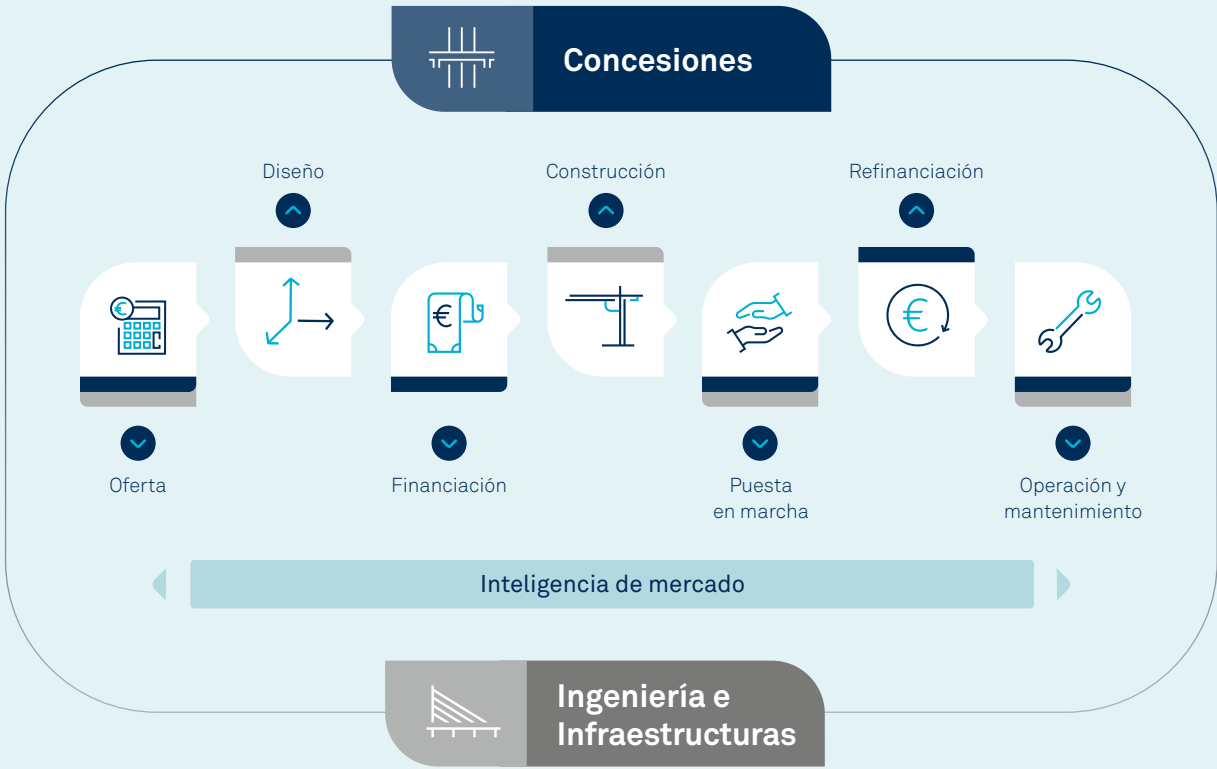 Concesiones
Diseño
Construcción
Refinanciación
€
€
€
Oferta
Financiación
Puesta
en marcha
Operación y
mantenimiento
Inteligencia de mercado
Ingeniería e
Infraestructuras